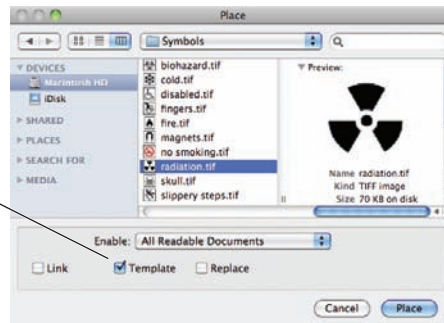 Place
Symbols
DEVICES
Macintosh HD
iDisk
SHARED
PLACES
SEARCH FOR
MEDIA
biohazard.tif
cold.tif
disabled.tif
fingers.tif
fire.tif
magnets.tif
no smoking.tif
radiation.tif
skull.tif
slippery steps.tif
Preview:
Name radiation.tif
Kind TIFF image
Size 70 KB on disk
Enable: All Readable Documents
Link Template Replace
Cancel Place